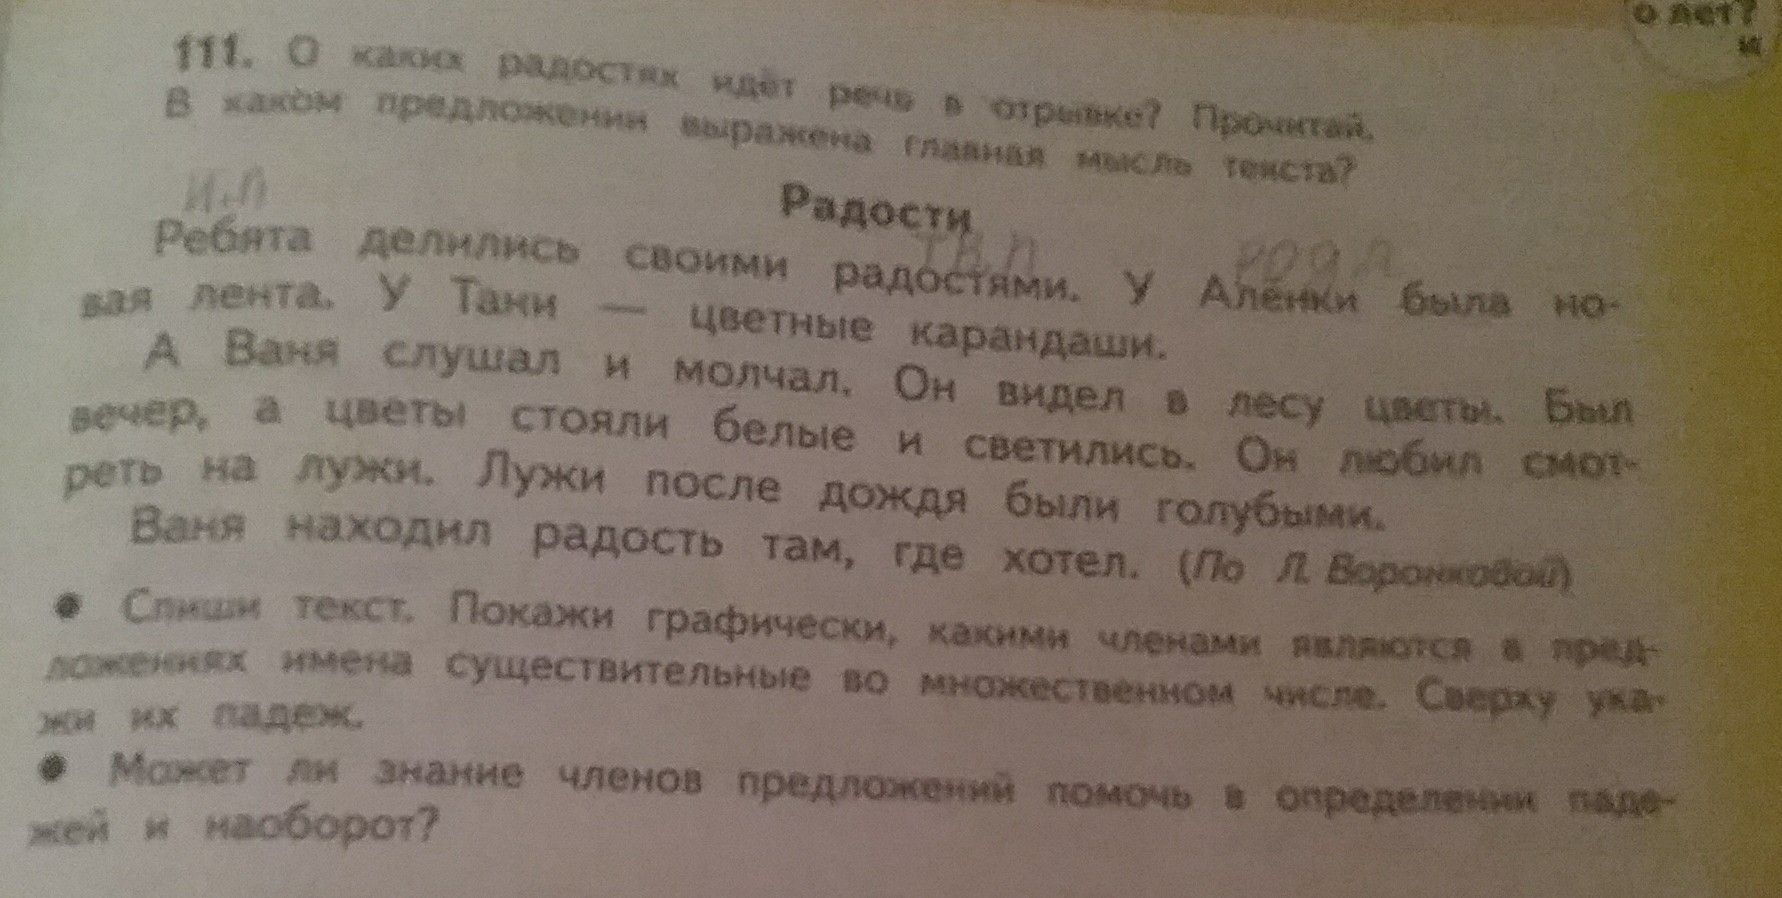 о лет?
и
111. О каких радостях идёт речь в отрывке? Прочитай.
В каком предложении выражена главная мысль текста?
И.п
Радости
Тв п род п
Ребята делились своими радостями. У Алёнки была но-
вая лента. У Тани — цветные карандаши.
А Ваня слушал и молчал. Он видел в лесу цветы. Был
вечер, а цветы стояли белые и светились. Он любил смот-
реть на лужи. Лужи после дождя были голубыми.
Ваня находил радость там, где хотел. (По Л. Воронковой)
• Спиши текст. Покажи графически, какими членами являются в пред-
ложениях имена существительные во множественном числе. Сверху ука-
жи их падеж.
• Может ли знание членов предложений помочь в определении паде-
жей и наоборот?